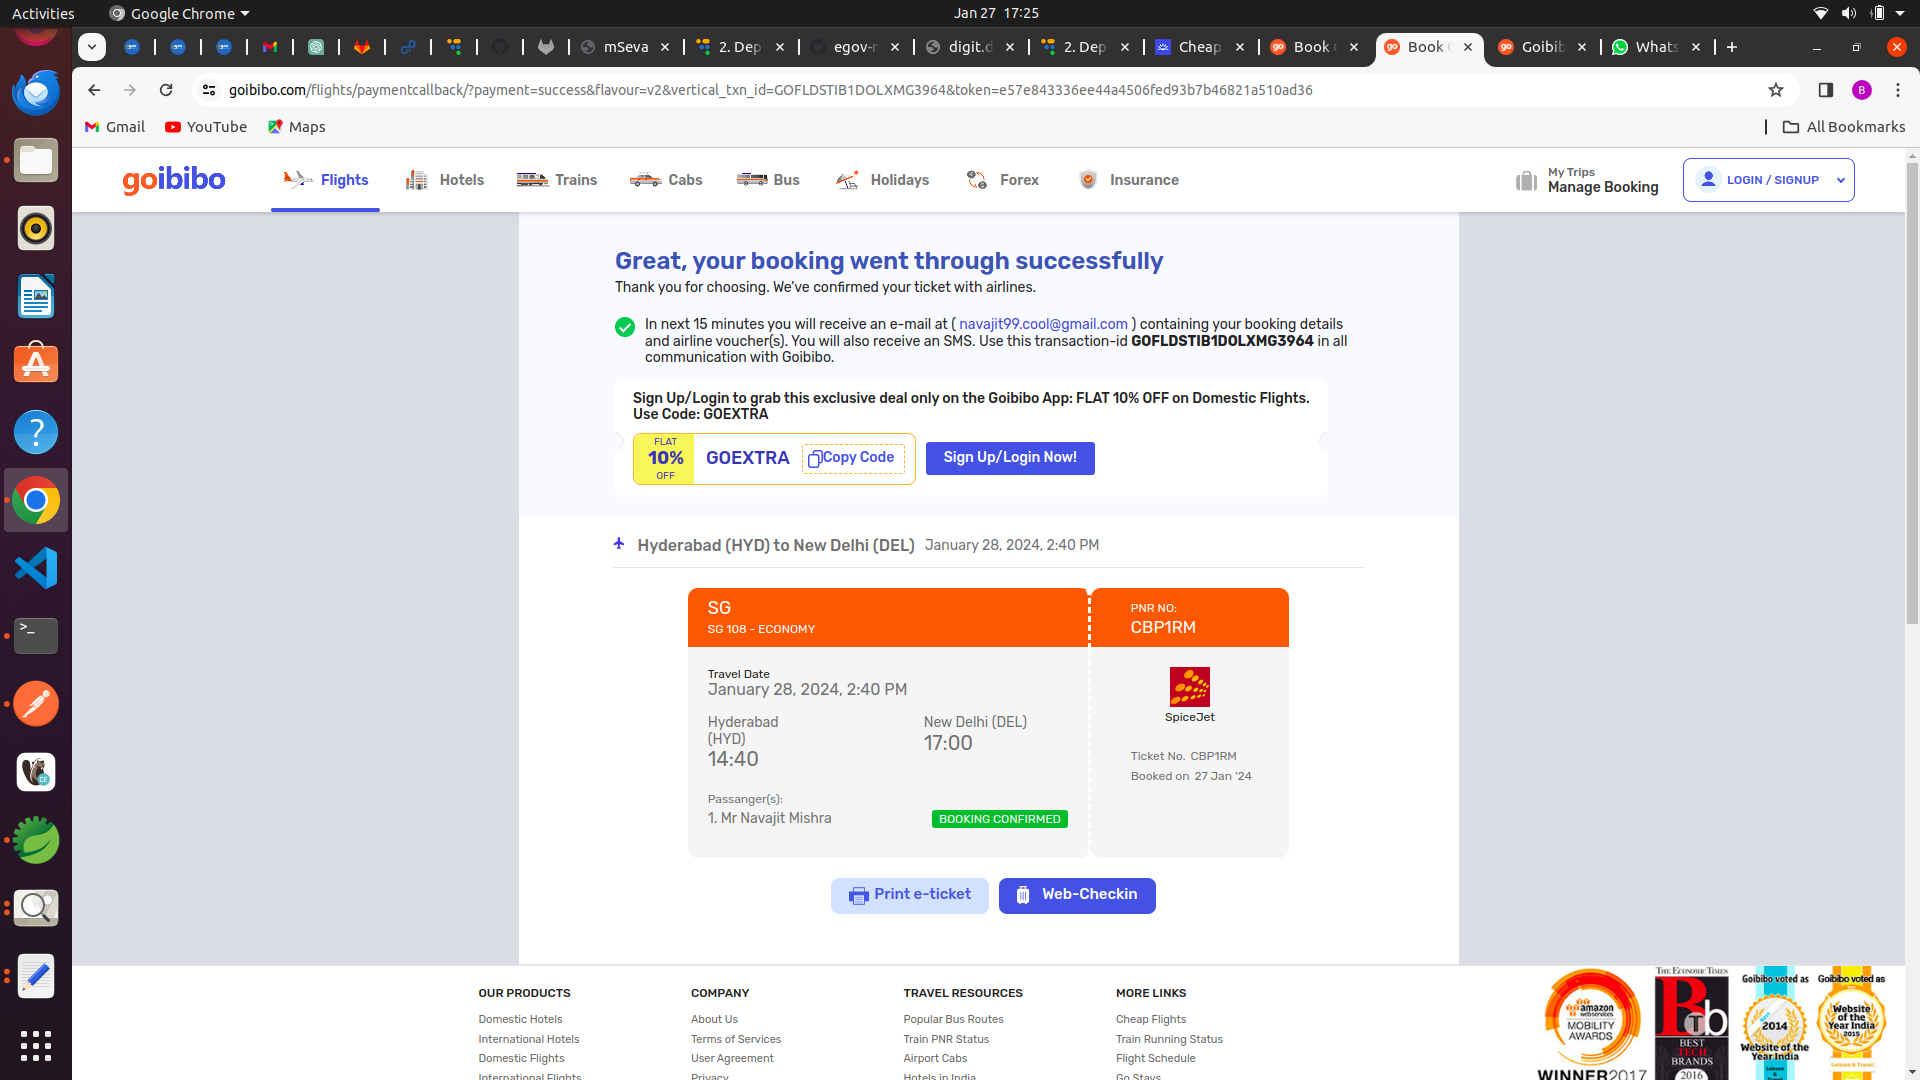 Activities
Google Chrome
Jan 27 17:25
mSeva
2. Dep
egov-r
digit.d
2. Dep
Cheap
Book
Book
Goibib
Whats
goibibo.com/flights/paymentcallback/?payment=success&flavour=v2&vertical_txn_id=GOFLDSTIB1DOLXMG3964&token=e57e843336ee44a4506fed93b7b46821a510ad36
B
Gmail
YouTube
Maps
All Bookmarks
goibibo
Flights
Hotels
Trains
Cabs
Bus
Holidays
Forex
Insurance
My Trips
Manage Booking
LOGIN / SIGNUP
Great, your booking went through successfully
Thank you for choosing. We've confirmed your ticket with airlines.
In next 15 minutes you will receive an e-mail at ( navajit99.cool@gmail.com ) containing your booking details
and airline voucher(s). You will also receive an SMS. Use this transaction-id GOFLDSTIB1DOLXMG3964 in all
communication with Goibibo.
Sign Up/Login to grab this exclusive deal only on the Goibibo App: FLAT 10% OFF on Domestic Flights.
Use Code: GOEXTRA
FLAT
10%
OFF
GOEXTRA
Copy Code
Sign Up/Login Now!
Hyderabad (HYD) to New Delhi (DEL) January 28, 2024, 2:40 PM
SG
SG 108 - ECONOMY
PNR NO:
CBP1RM
Travel Date
January 28, 2024, 2:40 PM
Hyderabad
(HYD)
14:40
New Delhi (DEL)
17:00
SpiceJet
Ticket No. CBP1RM
Booked on 27 Jan '24
Passanger(s):
1. Mr Navajit Mishra
BOOKING CONFIRMED
Print e-ticket
Web-Checkin
OUR PRODUCTS
Domestic Hotels
International Hotels
Domestic Flights
International Flights
COMPANY
About Us
Terms of Services
User Agreement
Privacy
TRAVEL RESOURCES
Popular Bus Routes
Train PNR Status
Airport Cabs
Hotels in India
MORE LINKS
Cheap Flights
Train Running Status
Flight Schedule
Go Stays
amazon
webservices
MOBILITY
AWARDS
WINNER2017
THE ECONOMIC TIMES
BEST
TECH
BRANDS
2016
Goibibo voted as
Best
2014
Website of the
Year India
Leisure &
Travel
Goibibo voted as
Website
of the
Year India
2015
Leisure & Travel